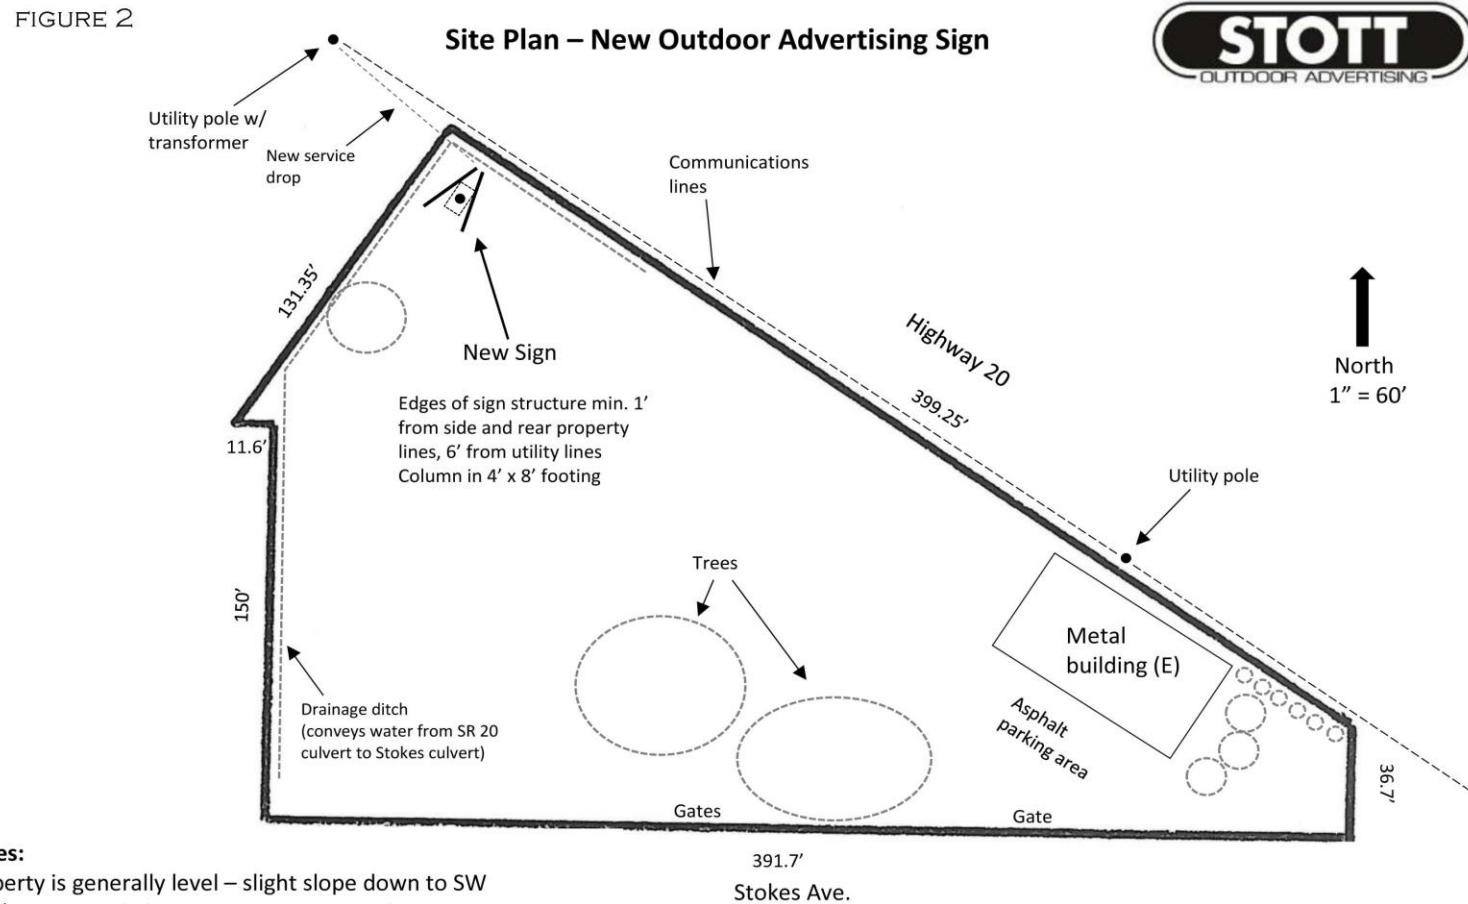 FIGURE 2
Site Plan – New Outdoor Advertising Sign
STOTT
OUTDOOR ADVERTISING
Utility pole w/
transformer
New service
drop
Communications
lines
131.35’
New Sign
Highway 20
399.25’
North
1” = 60’
Edges of sign structure min. 1’
from side and rear property
lines, 6’ from utility lines
Column in 4’ x 8’ footing
11.6’
Utility pole
Trees
150’
Metal
building (E)
Drainage ditch
(conveys water from SR 20
culvert to Stokes culvert)
Asphalt
parking area
36.7’
Gates
Gate
391.7’
Stokes Ave.
es:
perty is generally level – slight slope down to SW